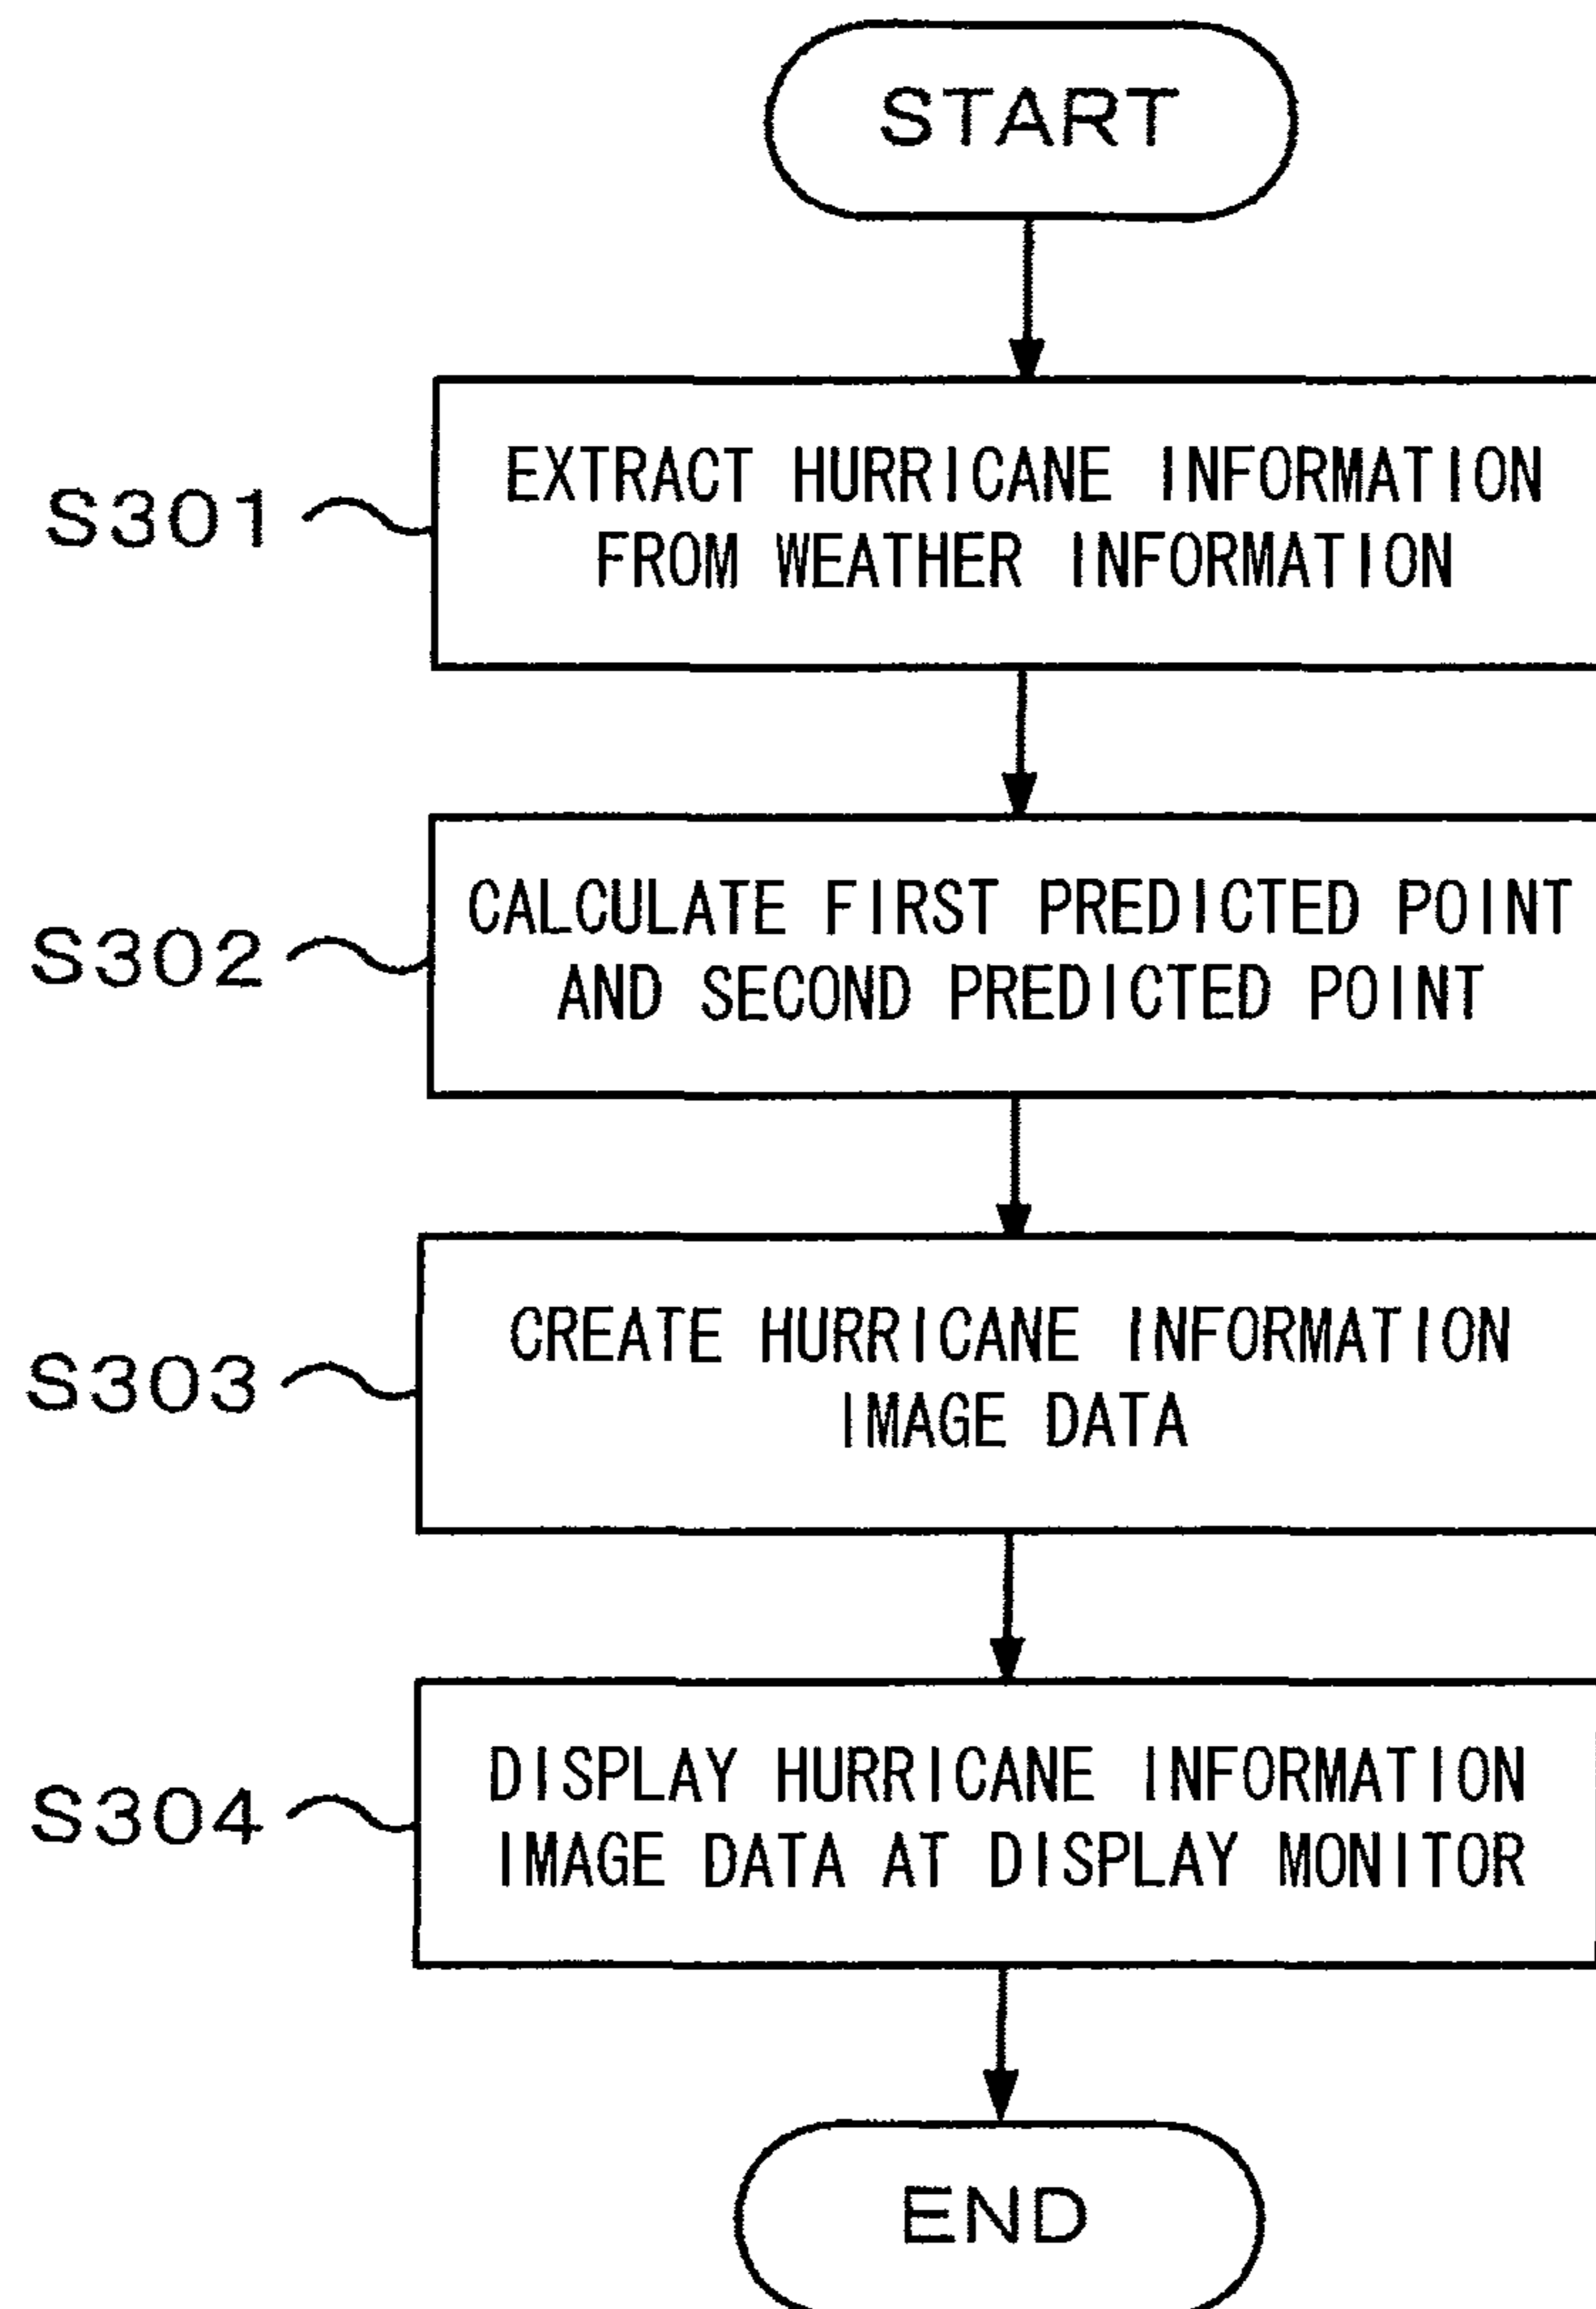 START
S301
EXTRACT HURRICANE INFORMATION
FROM WEATHER INFORMATION
S302
CALCULATE FIRST PREDICTED POINT
AND SECOND PREDICTED POINT
S303
CREATE HURRICANE INFORMATION
IMAGE DATA
S304
DISPLAY HURRICANE INFORMATION
IMAGE DATA AT DISPLAY MONITOR
END